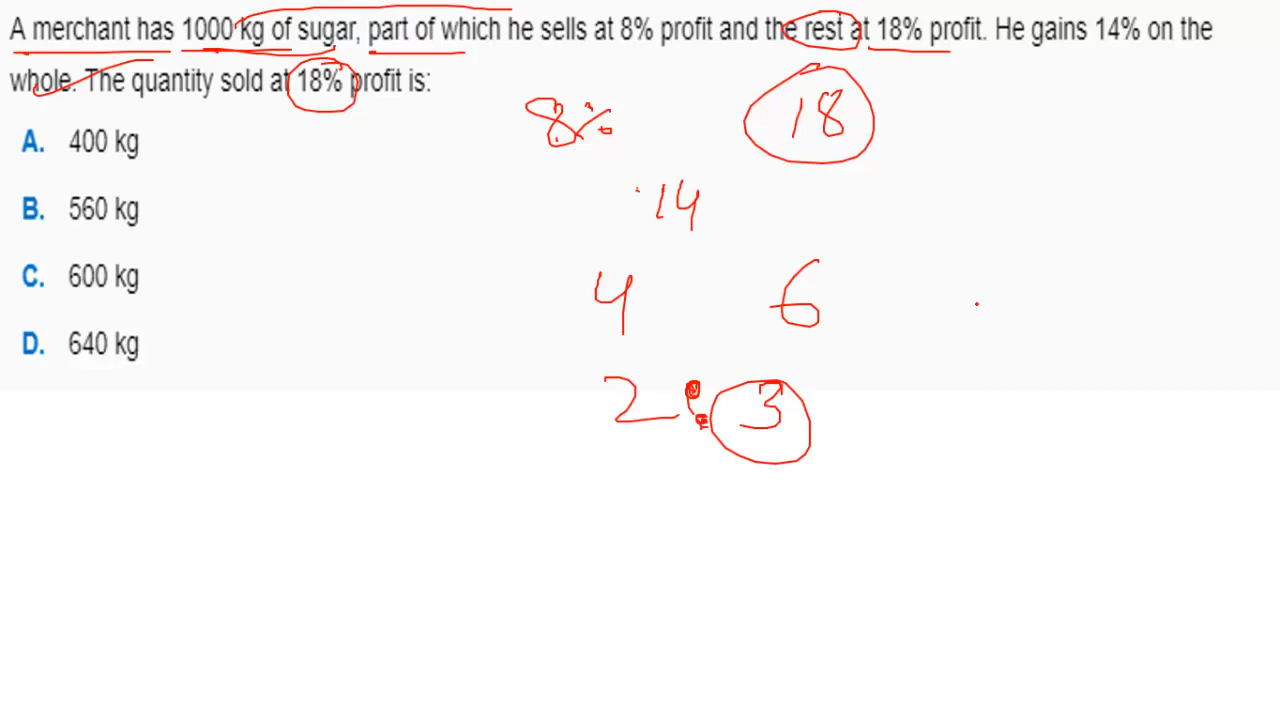 A merchant has 1000 kg of sugar, part of which he sells at 8% profit and the rest at 18% profit. He gains 14% on the
whole. The quantity sold at 18% profit is:
8% 18
A. 400 kg
14
B. 560 kg
C. 600 kg
4 6
D. 640 kg
2 : 3